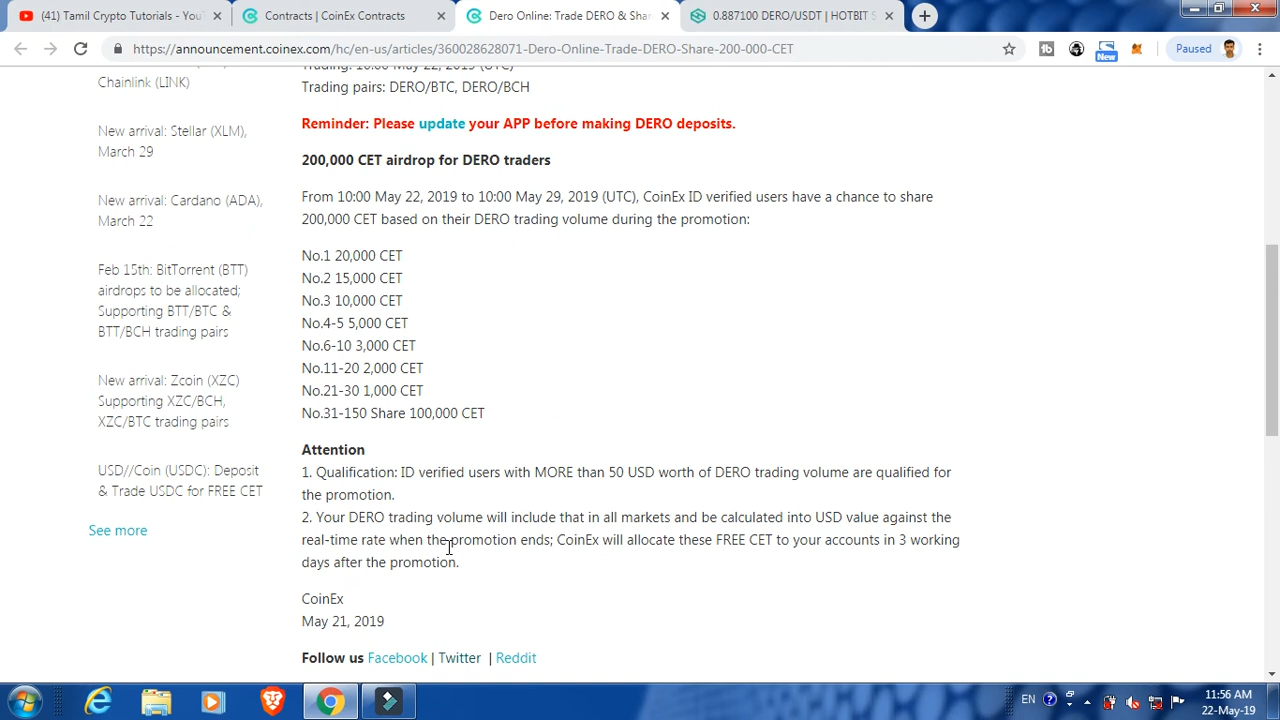 (41) Tamil Crypto Tutorials - You
Contracts | CoinEx Contracts
Dero Online: Trade DERO & Sha
0.887100 DERO/USDT | HOTBIT
https://announcement.coinex.com/hc/en-us/articles/360028628071-Dero-Online-Trade-DERO-Share-200-000-CET
New
Paused
Chainlink (LINK)
New arrival: Stellar (XLM),
March 29
New arrival: Cardano (ADA),
March 22
Feb 15th: BitTorrent (BTT)
airdrops to be allocated;
Supporting BTT/BTC &
BTT/BCH trading pairs
New arrival: Zcoin (XZC)
Supporting XZC/BCH,
XZC/BTC trading pairs
USD//Coin (USDC): Deposit
& Trade USDC for FREE CET
See more
Trading: 10:00 May 22, 2019 (UTC)
Trading pairs: DERO/BTC, DERO/BCH
Reminder: Please update your APP before making DERO deposits.
200,000 CET airdrop for DERO traders
From 10:00 May 22, 2019 to 10:00 May 29, 2019 (UTC), CoinEx ID verified users have a chance to share
200,000 CET based on their DERO trading volume during the promotion:
No.1 20,000 CET
No.2 15,000 CET
No.3 10,000 CET
No.4-5 5,000 CET
No.6-10 3,000 CET
No.11-20 2,000 CET
No.21-30 1,000 CET
No.31-150 Share 100,000 CET
Attention
1. Qualification: ID verified users with MORE than 50 USD worth of DERO trading volume are qualified for
the promotion.
2. Your DERO trading volume will include that in all markets and be calculated into USD value against the
real-time rate when the promotion ends; CoinEx will allocate these FREE CET to your accounts in 3 working
days after the promotion.
CoinEx
May 21, 2019
Follow us Facebook | Twitter | Reddit
EN
11:56 AM
22-May-19